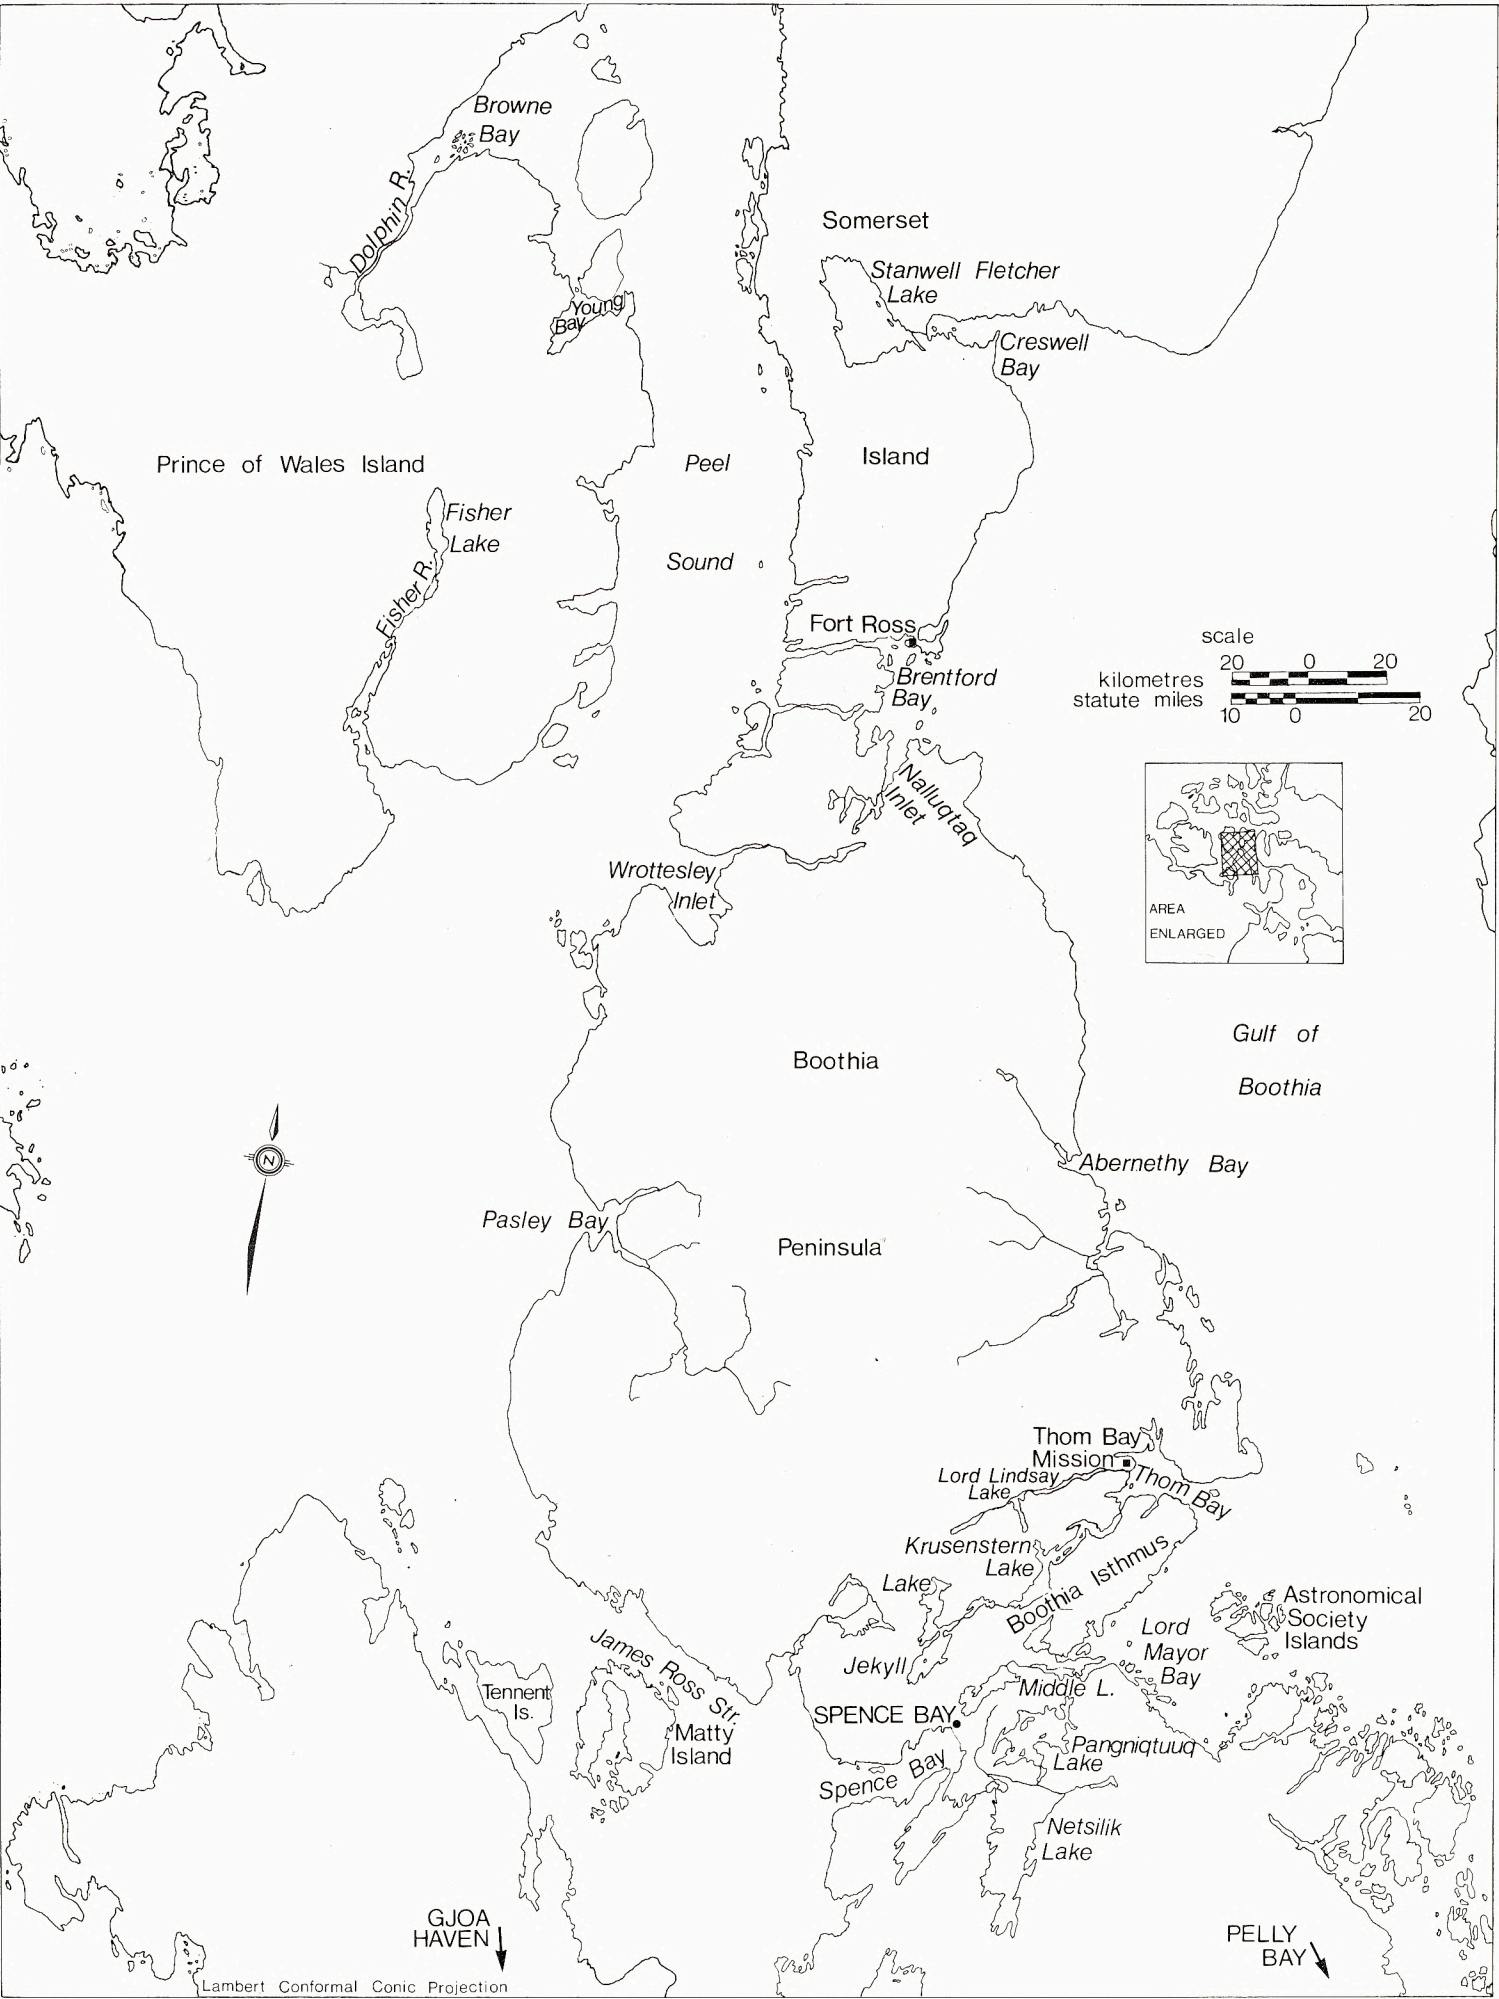 Browne
Bay
Dolphin R.
Somerset
Stanwell Fletcher
Lake
Young
Bay
Creswell
Bay
Prince of Wales Island
Peel
Island
Fisher
Lake
Sound
Fisher R.
Fort Ross
scale
20 0 20
kilometres
statute miles
10 0 20
Brentford
Bay
Nalluqtaq
Inlet
Wrottesley
Inlet
AREA
ENLARGED
Gulf of
Boothia
Boothia
N
Abernethy Bay
Pasley Bay
Peninsula
Thom Bay
Mission
Thom Bay
Lord Lindsay
Lake
Krusenstern
Lake
Boothia Isthmus
Lake
Jekyll
Astronomical
Society
Islands
Lord
Mayor
Bay
James Ross Str.
Tennent
Is.
Matty
Island
Middle L.
SPENCE BAY
Pangniqtuuq
Lake
Spence Bay
Netsilik
Lake
GJOA
HAVEN
PELLY
BAY
Lambert Conformal Conic Projection